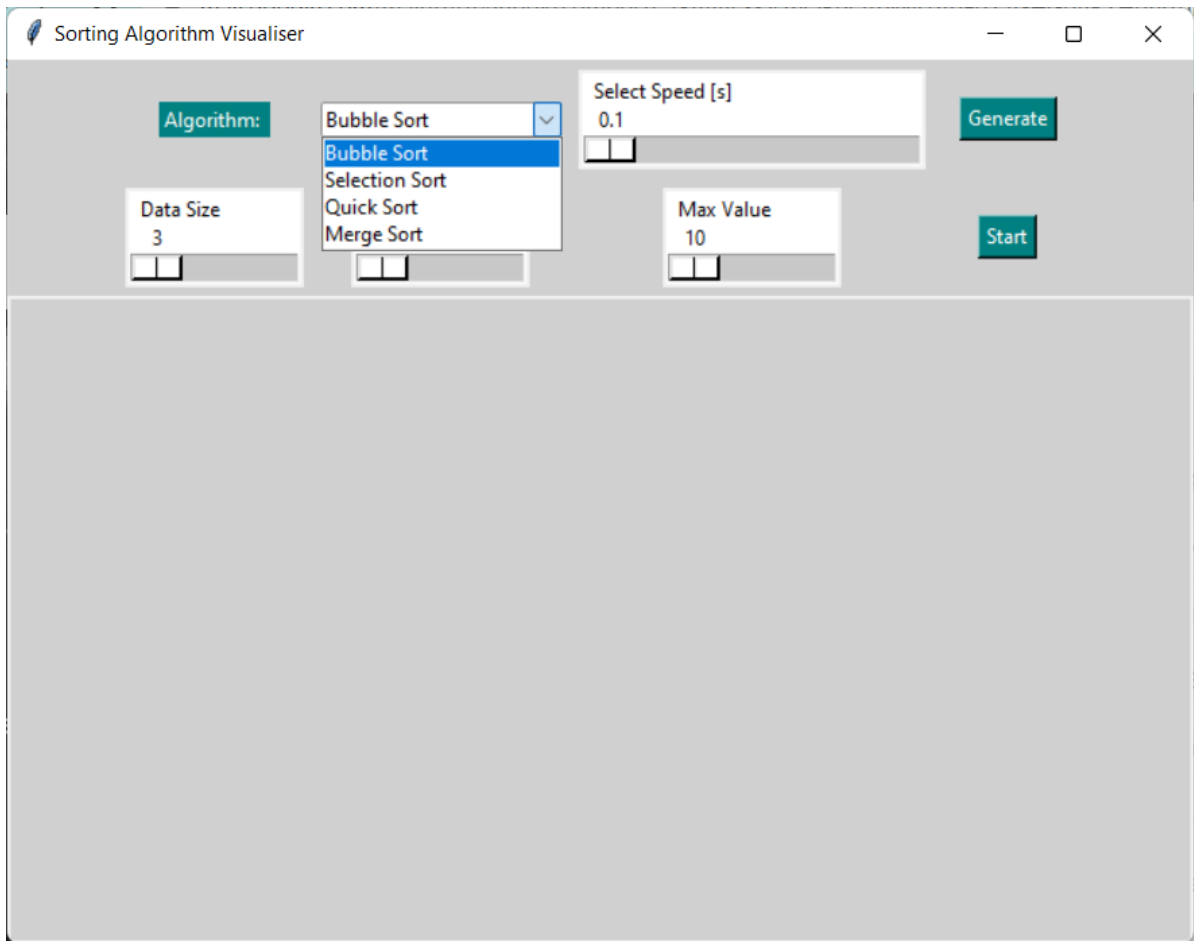 Sorting Algorithm Visualiser
Algorithm:
Bubble Sort
Bubble Sort
Selection Sort
Quick Sort
Merge Sort
Select Speed [s]
0.1
Generate
Data Size
3
Max Value
10
Start